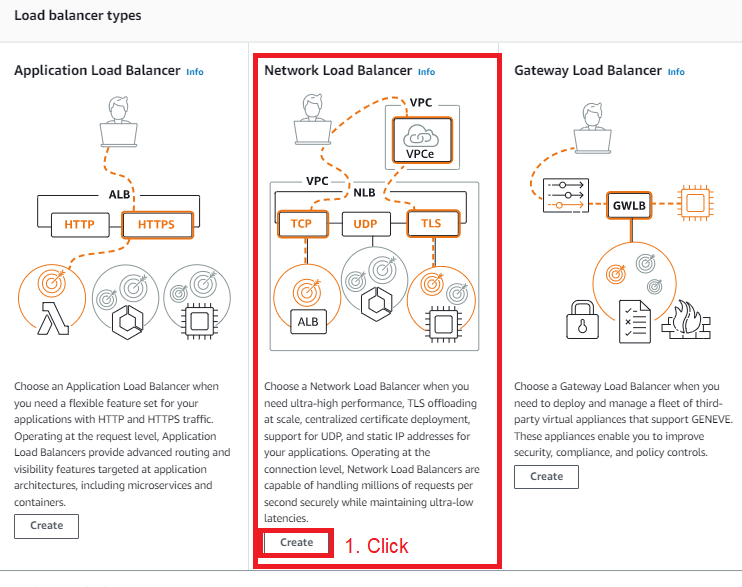 Load balancer types
Application Load Balancer Info
ALB
HTTP
HTTPS
Choose an Application Load Balancer when
you need a flexible feature set for your
applications with HTTP and HTTPS traffic.
Operating at the request level, Application
Load Balancers provide advanced routing and
visibility features targeted at application
architectures, including microservices and
containers.
Create
Network Load Balancer Info
VPC
VPCe
VPC
NLB
TCP
UDP
TLS
ALB
Choose a Network Load Balancer when you
need ultra-high performance, TLS offloading
at scale, centralized certificate deployment,
support for UDP, and static IP addresses for
your applications. Operating at the
connection level, Network Load Balancers are
capable of handling millions of requests per
second securely while maintaining ultra-low
latencies.
Create
1. Click
Gateway Load Balancer Info
GWLB
Choose a Gateway Load Balancer when you
need to deploy and manage a fleet of third-
party virtual appliances that support GENEVE.
These appliances enable you to improve
security, compliance, and policy controls.
Create